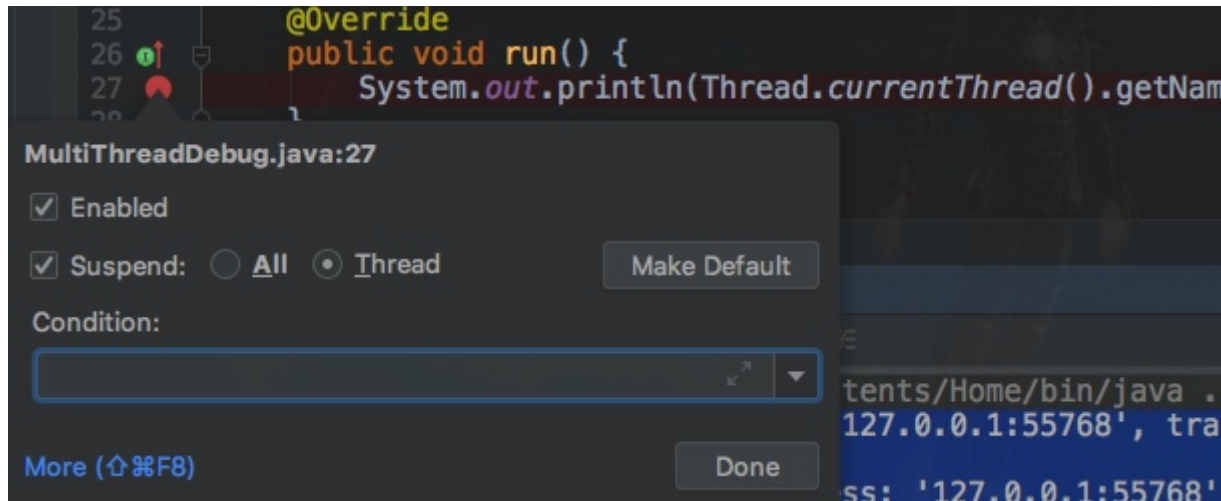 25 @Override
26 public void run() {
27 System.out.println(Thread.currentThread().getNam
28 }
MultiThreadDebug.java:27
Enabled
Suspend: All Thread Make Default
Condition:
tents/Home/bin/java .
127.0.0.1:55768', tra
More (⇧⌘F8) Done
ss: '127.0.0.1:55768'